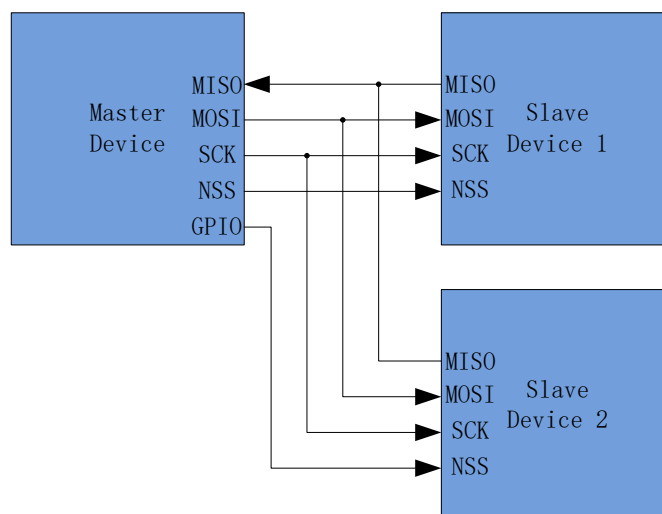 Master
Device
MISO
MOSI
SCK
NSS
GPIO
MISO
MOSI
SCK
NSS
Slave
Device 1
MISO
MOSI
SCK
NSS
Slave
Device 2